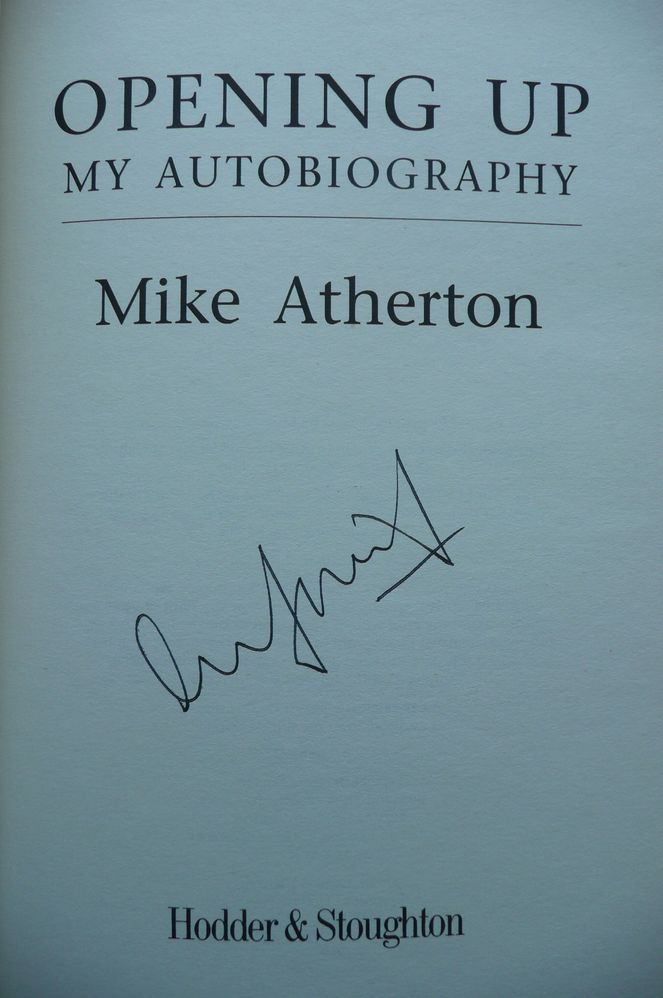 OPENING UP
MY AUTOBIOGRAPHY
Mike Atherton
Hodder & Stoughton